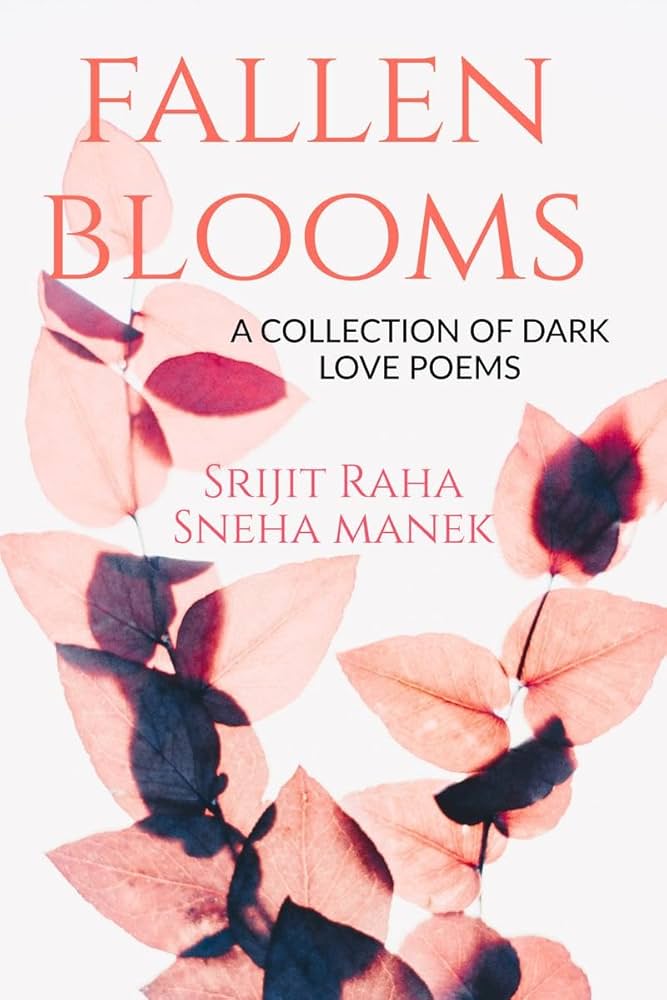 FALLEN
BLOOMS
A COLLECTION OF DARK
LOVE POEMS
SRIJIT RAHA
SNEHA MANEK